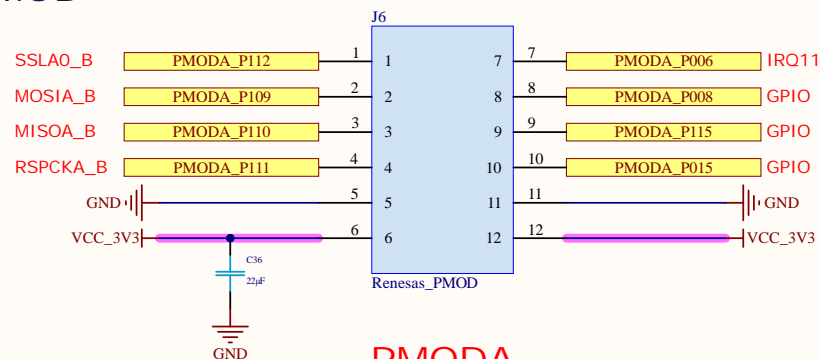 J6
SSLA0_B PMODA_P112 1 1 7 7 PMODA_P006 IRQ11
MOSIA_B PMODA_P109 2 2 8 8 PMODA_P008 GPIO
MISOA_B PMODA_P110 3 3 9 9 PMODA_P115 GPIO
RSPCKA_B PMODA_P111 4 4 10 10 PMODA_P015 GPIO
GND 5 5 11 11 GND
VCC_3V3 6 6 12 12 VCC_3V3
C36
22µF
Renesas_PMOD
GND
PMODA